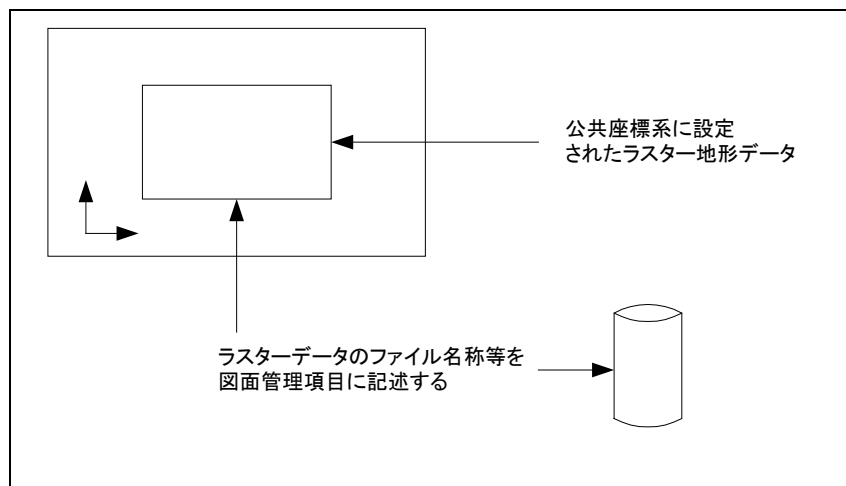 公共座標系に設定
されたラスター地形データ
ラスターデータのファイル名称等を
図面管理項目に記述する